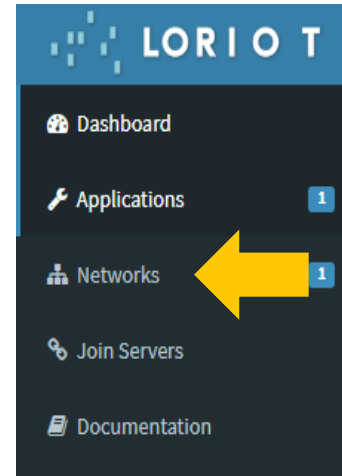 LORIOT
Dashboard
Applications 1
Networks 1
Join Servers
Documentation